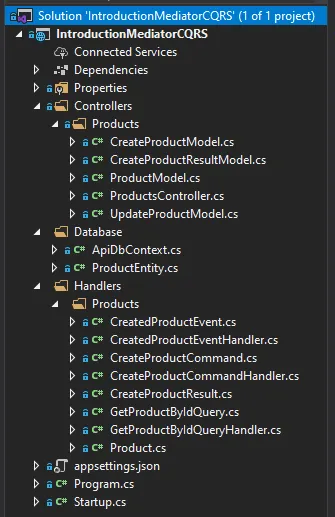 Solution 'IntroductionMediatorCQRS' (1 of 1 project)
IntroductionMediatorCQRS
Connected Services
Dependencies
Properties
Controllers
Products
C# CreateProductModel.cs
C# CreateProductResultModel.cs
C# ProductModel.cs
C# ProductsController.cs
C# UpdateProductModel.cs
Database
C# ApiDbContext.cs
C# ProductEntity.cs
Handlers
Products
C# CreatedProductEvent.cs
C# CreatedProductEventHandler.cs
C# CreateProductCommand.cs
C# CreateProductCommandHandler.cs
C# CreateProductResult.cs
C# GetProductByIdQuery.cs
C# GetProductByIdQueryHandler.cs
C# Product.cs
appsettings.json
C# Program.cs
C# Startup.cs